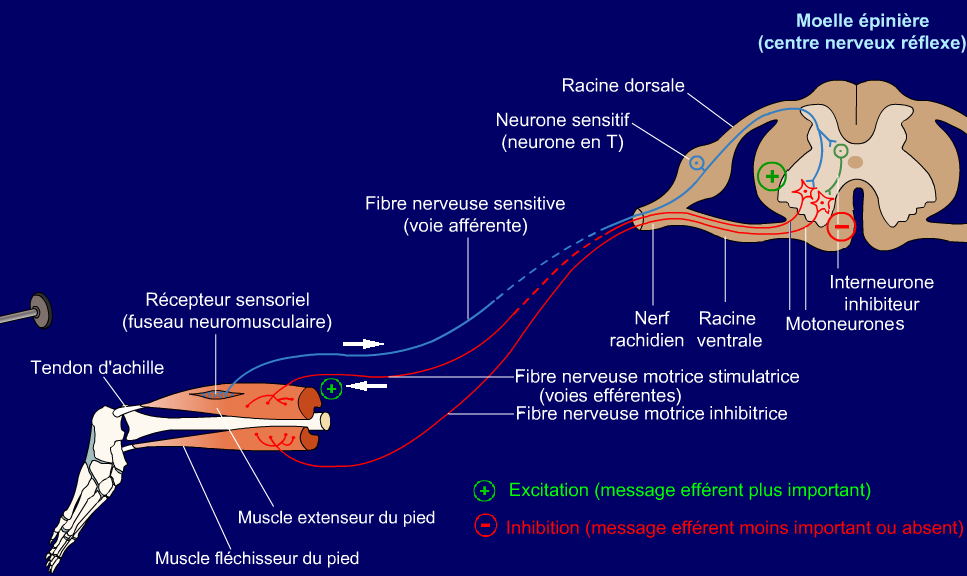 Moelle épinière
(centre nerveux réflexe)
Racine dorsale
Neurone sensitif
(neurone en T)
Fibre nerveuse sensitive
(voie afférente)
Récepteur sensoriel
(fuseau neuromusculaire)
Tendon d'achille
Nerf
rachidien
Racine
ventrale
Interneurone
inhibiteur
Motoneurones
Fibre nerveuse motrice stimulatrice
(voies efférentes)
Fibre nerveuse motrice inhibitrice
Muscle extenseur du pied
Muscle fléchisseur du pied
+ Excitation (message efférent plus important)
- Inhibition (message efférent moins important ou absent)